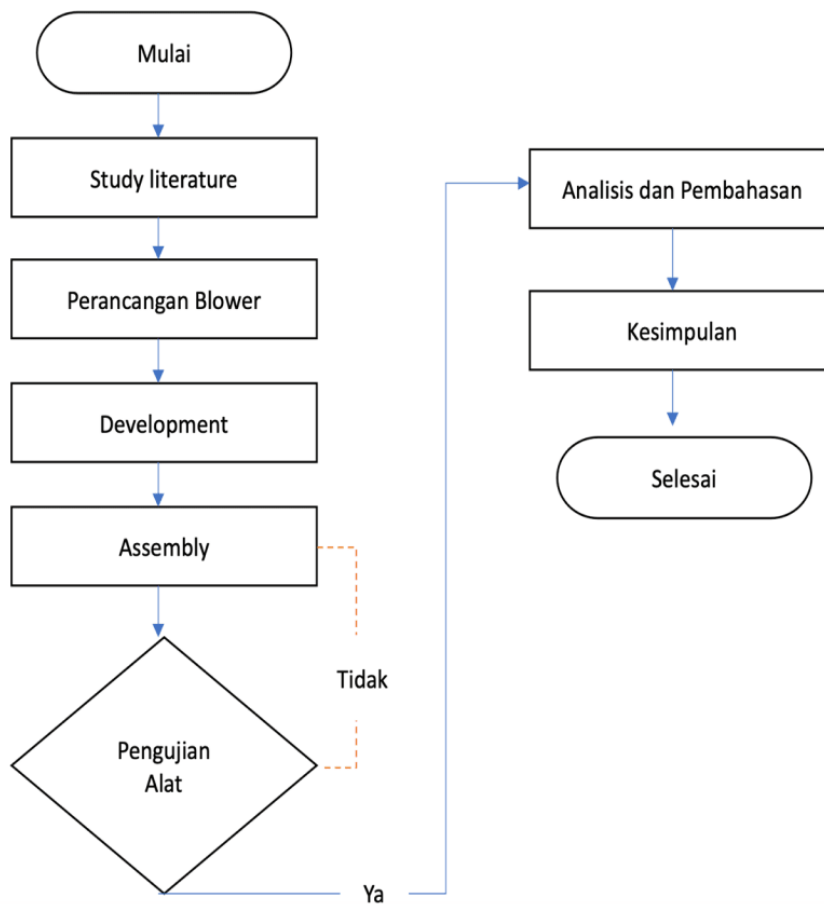 Mulai
Study literature
Perancangan Blower
Development
Assembly
Tidak
Pengujian
Alat
Ya
Analisis dan Pembahasan
Kesimpulan
Selesai